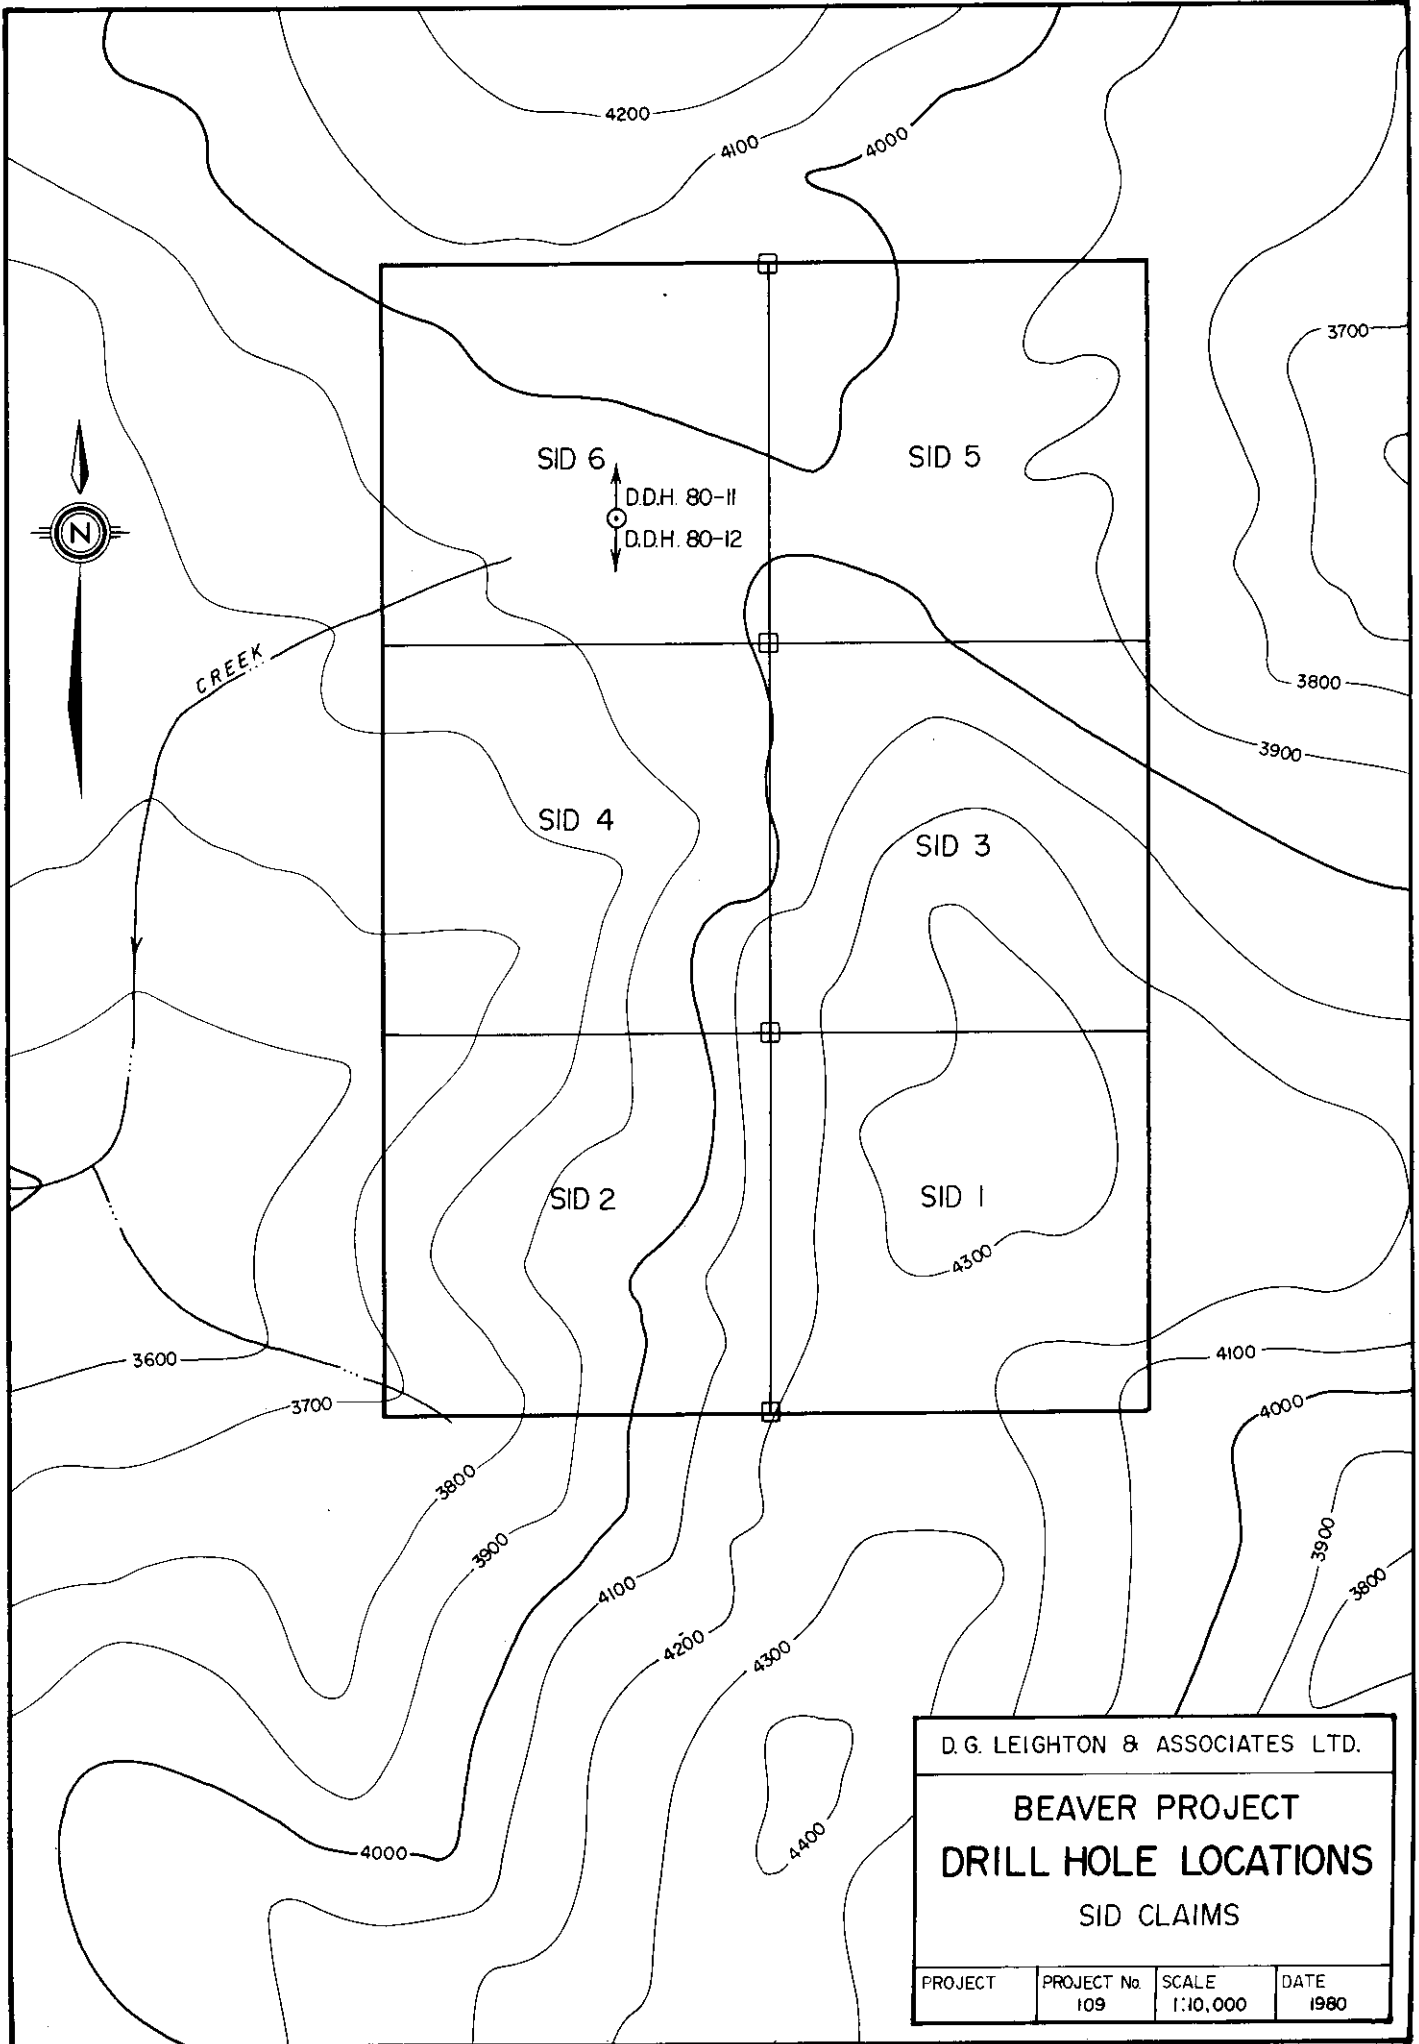 4200
4100
4000
3700
SID 6
SID 5
D.D.H. 80-11
N
D.D.H. 80-12
CREEK
3800
3900
SID 4
SID 3
SID 2
SID 1
4300
3600
4100
3700
4000
3800
3900
3900
4100
3800
4200
4300
4400
4000
D. G. LEIGHTON & ASSOCIATES LTD.
BEAVER PROJECT
DRILL HOLE LOCATIONS
SID CLAIMS
PROJECT
PROJECT No.
109
SCALE
1:10,000
DATE
1980